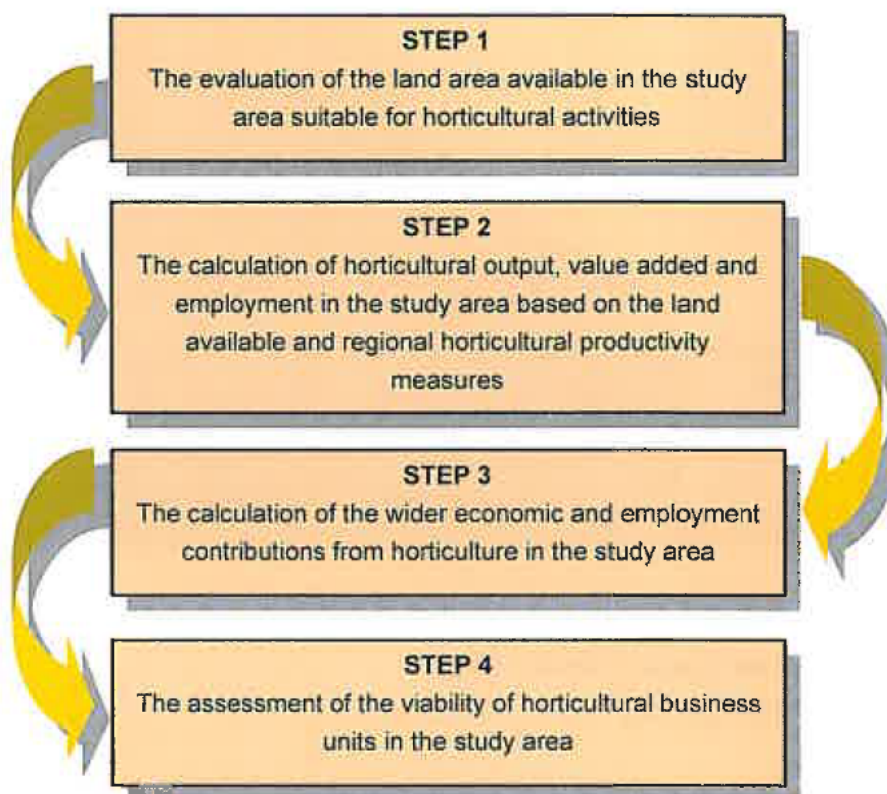 STEP 1
The evaluation of the land area available in the study
area suitable for horticultural activities
STEP 2
The calculation of horticultural output, value added and
employment in the study area based on the land
available and regional horticultural productivity
measures
STEP 3
The calculation of the wider economic and employment
contributions from horticulture in the study area
STEP 4
The assessment of the viability of horticultural business
units in the study area